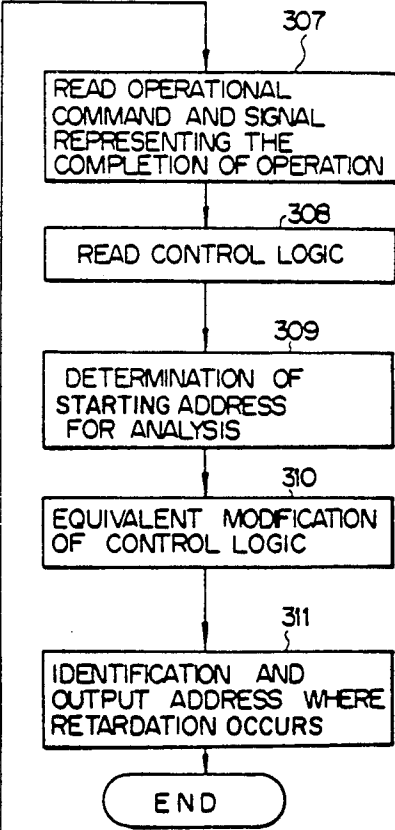 307
READ OPERATIONAL
COMMAND AND SIGNAL
REPRESENTING THE
COMPLETION OF OPERATION
308
READ CONTROL LOGIC
309
DETERMINATION OF
STARTING ADDRESS
FOR ANALYSIS
310
EQUIVALENT MODIFICATION
OF CONTROL LOGIC
311
IDENTIFICATION AND
OUTPUT ADDRESS WHERE
RETARDATION OCCURS
END